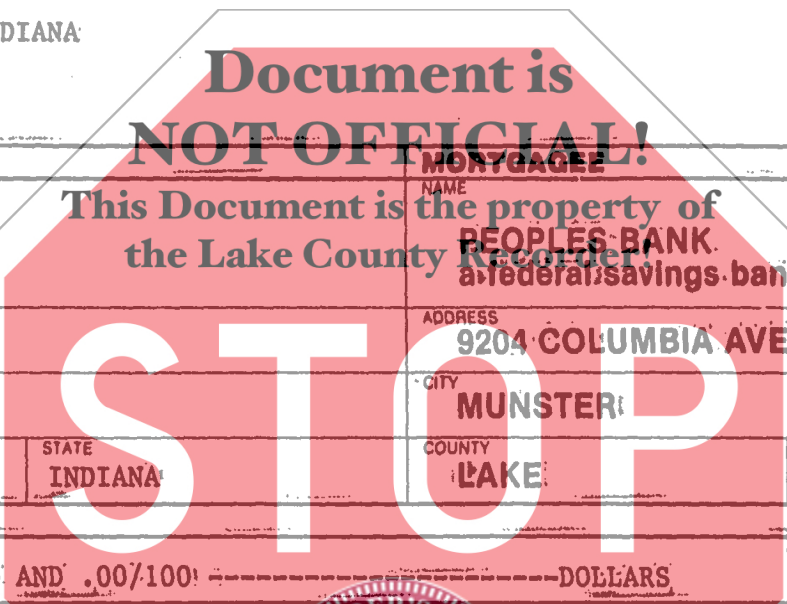 DIANA
Document is
NOT OFFICIAL!
MORTGAGEE
NAME
This Document is the property of
the Lake County Recorder!
PEOPLES BANK
a federal savings ban
ADDRESS
9204 COLUMBIA AVE
CITY
MUNSTER
STATE
INDIANA
COUNTY
LAKE
STOP
AND .00/100 ------------------------------DOLLARS